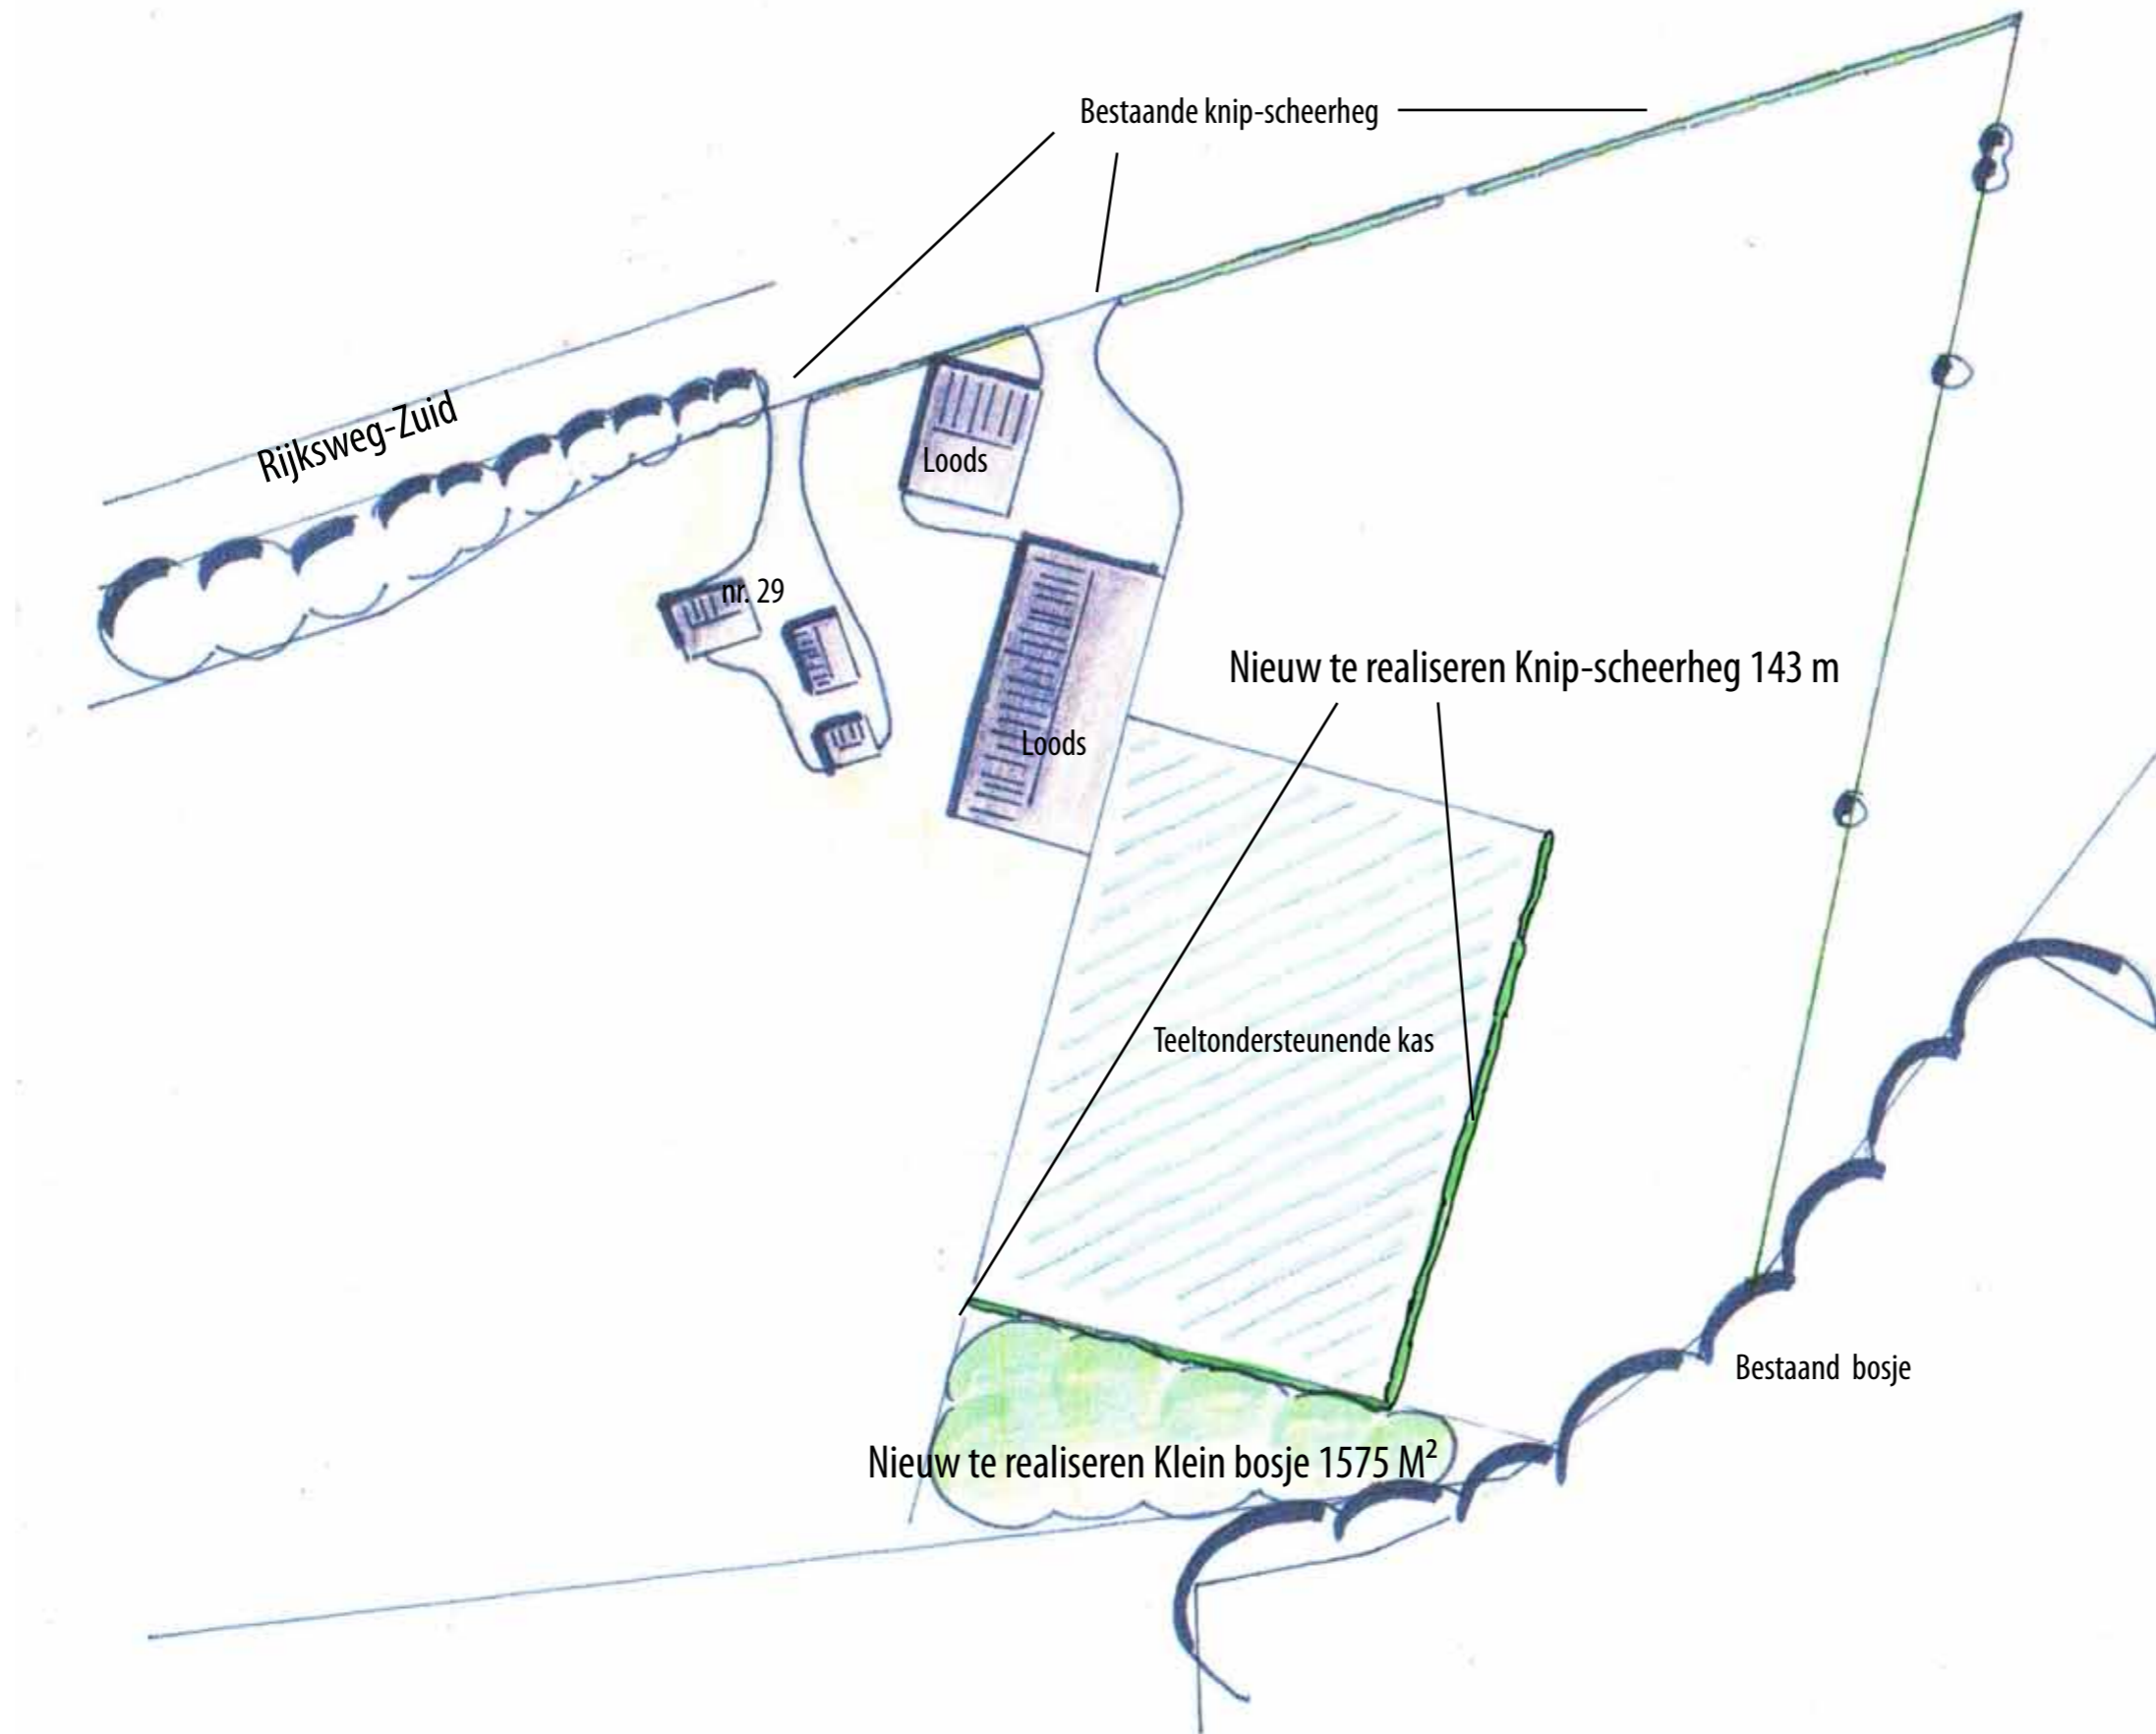 Bestaande knip-scheerheg
Rijksweg-Zuid
Loods
nr. 29
Nieuw te realiseren Knip-scheerheg 143 m
Loods
Teeltondersteunende kas
Bestaand bosje
Nieuw te realiseren Klein bosje 1575 M²